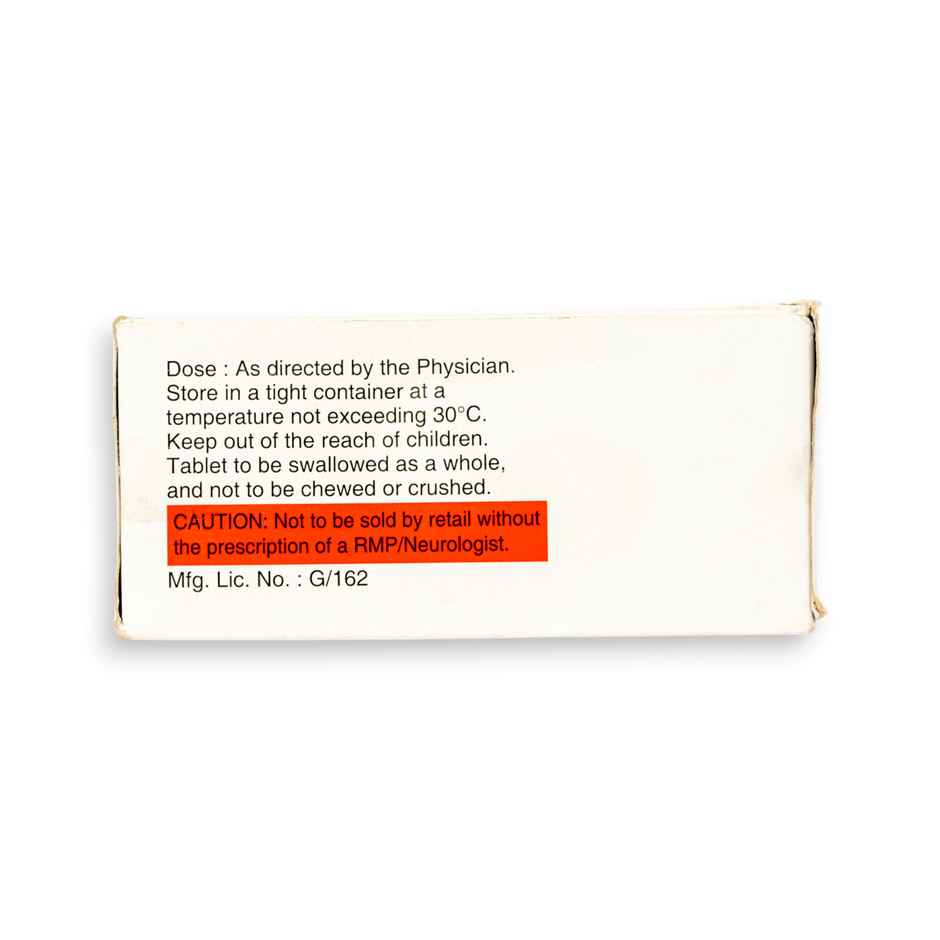 Dose : As directed by the Physician.
Store in a tight container at a
temperature not exceeding 30°C.
Keep out of the reach of children.
Tablet to be swallowed as a whole,
and not to be chewed or crushed.
CAUTION: Not to be sold by retail without
the prescription of a RMP/Neurologist.
Mfg. Lic. No. : G/162